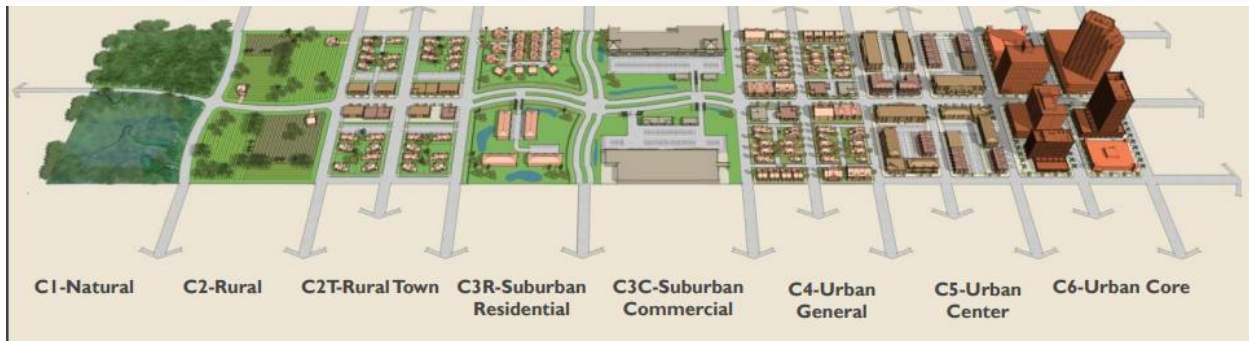 C1-Natural
C2-Rural
C2T-Rural Town
C3R-Suburban
Residential
C3C-Suburban
Commercial
C4-Urban
General
C5-Urban
Center
C6-Urban Core